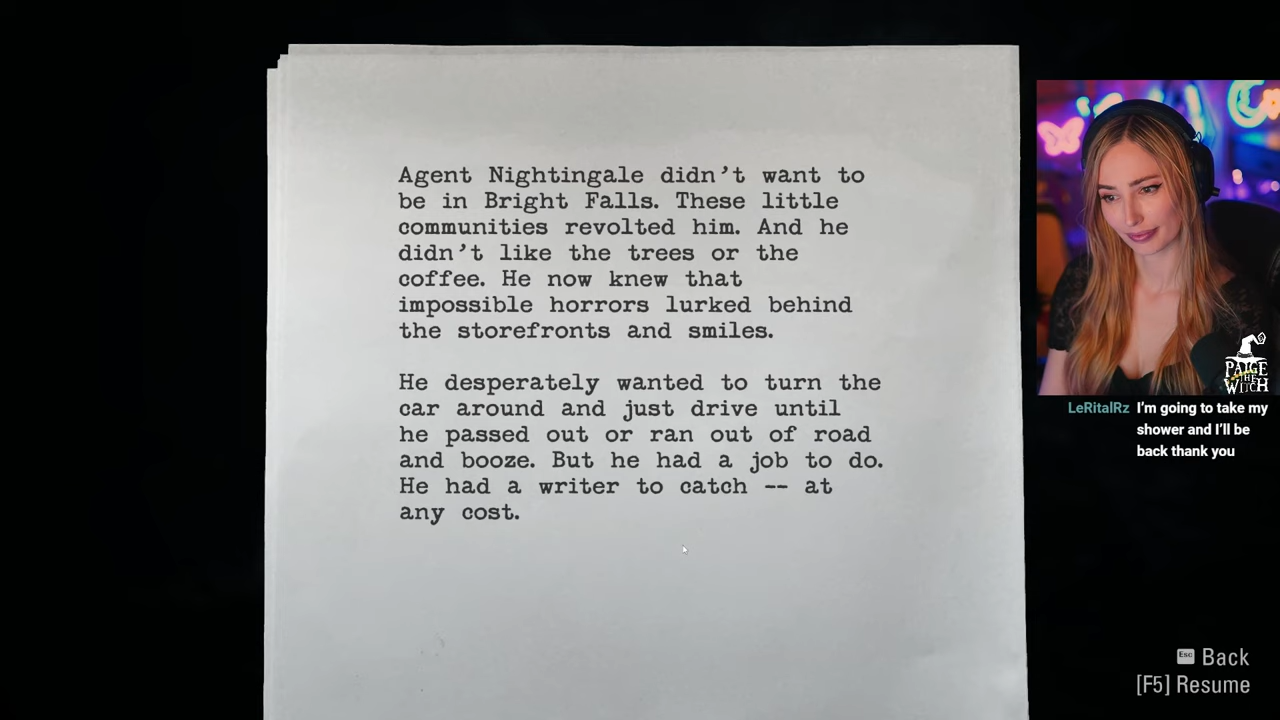 Agent Nightingale didn't want to
be in Bright Falls. These little
communities revolted him. And he
didn't like the trees or the
coffee. He now knew that
impossible horrors lurked behind
the storefronts and smiles.
He desperately wanted to turn the
car around and just drive until
he passed out or ran out of road
and booze. But he had a job to do.
He had a writer to catch -- at
any cost.
PAIGE
THE
WITCH
LeRitalRz I'm going to take my
shower and I'll be
back thank you
Esc Back
[F5] Resume